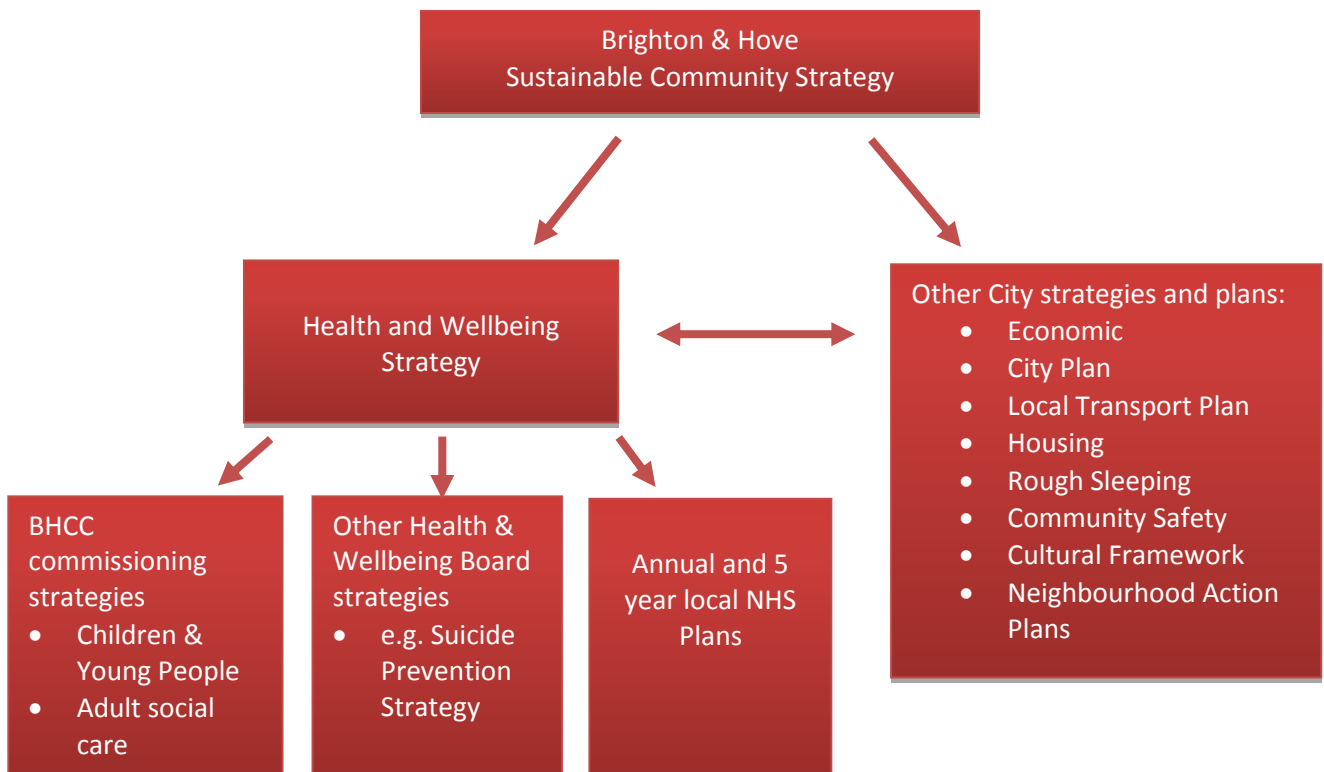 Brighton & Hove
Sustainable Community Strategy
Health and Wellbeing
Strategy
Other City strategies and plans:
• Economic
• City Plan
• Local Transport Plan
• Housing
• Rough Sleeping
• Community Safety
• Cultural Framework
• Neighbourhood Action
Plans
BHCC
commissioning
strategies
• Children &
Young People
• Adult social
care
Other Health &
Wellbeing Board
strategies
• e.g. Suicide
Prevention
Strategy
Annual and 5
year local NHS
Plans